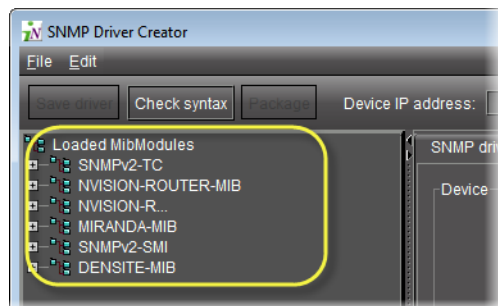 SNMP Driver Creator
File Edit
Save driver Check syntax Package Device IP address:
Loaded MibModules
SNMP dri
SNMPv2-TC
NVISION-ROUTER-MIB
Device
NVISION-R...
MIRANDA-MIB
SNMPv2-SMI
DENSITE-MIB